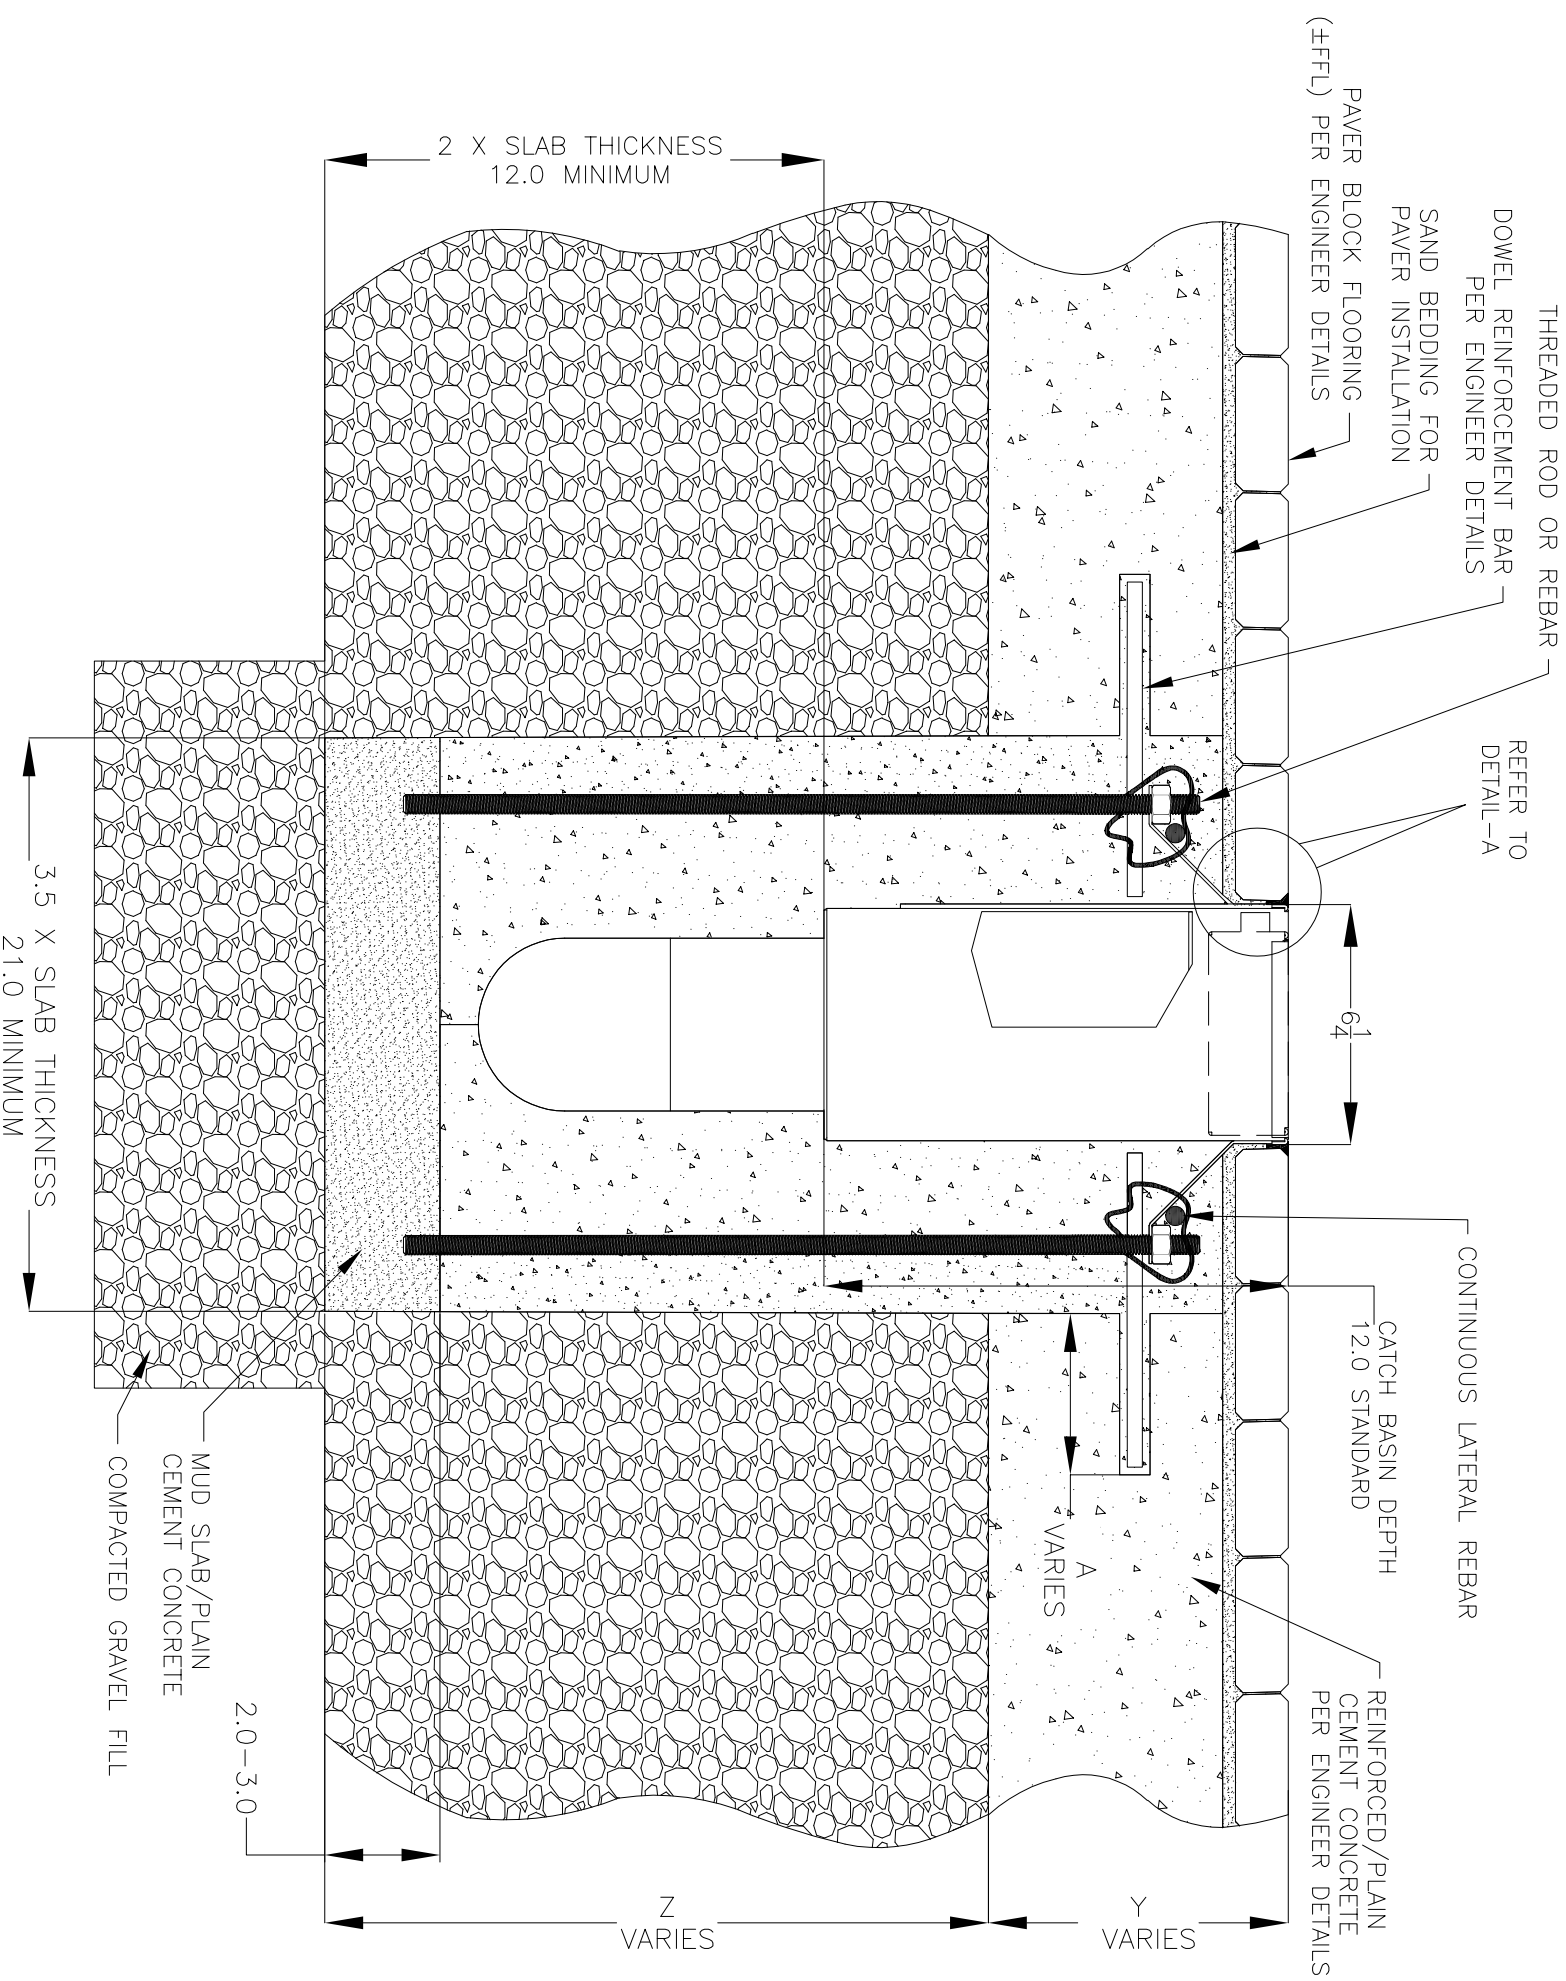 THREADED ROD OR REBAR
DOWEL REINFORCEMENT BAR
PER ENGINEER DETAILS
SAND BEDDING FOR
PAVER INSTALLATION
PAVER BLOCK FLOORING
(±FFL) PER ENGINEER DETAILS
REFER TO
DETAIL-A
6 1/4
CONTINUOUS LATERAL REBAR
CATCH BASIN DEPTH
12.0 STANDARD
REINFORCED/PLAIN
CEMENT CONCRETE
PER ENGINEER DETAILS
A
VARIES
Y
VARIES
Z
VARIES
2 X SLAB THICKNESS
12.0 MINIMUM
2.0-3.0
MUD SLAB/PLAIN
CEMENT CONCRETE
COMPACTED GRAVEL FILL
3.5 X SLAB THICKNESS
21.0 MINIMUM